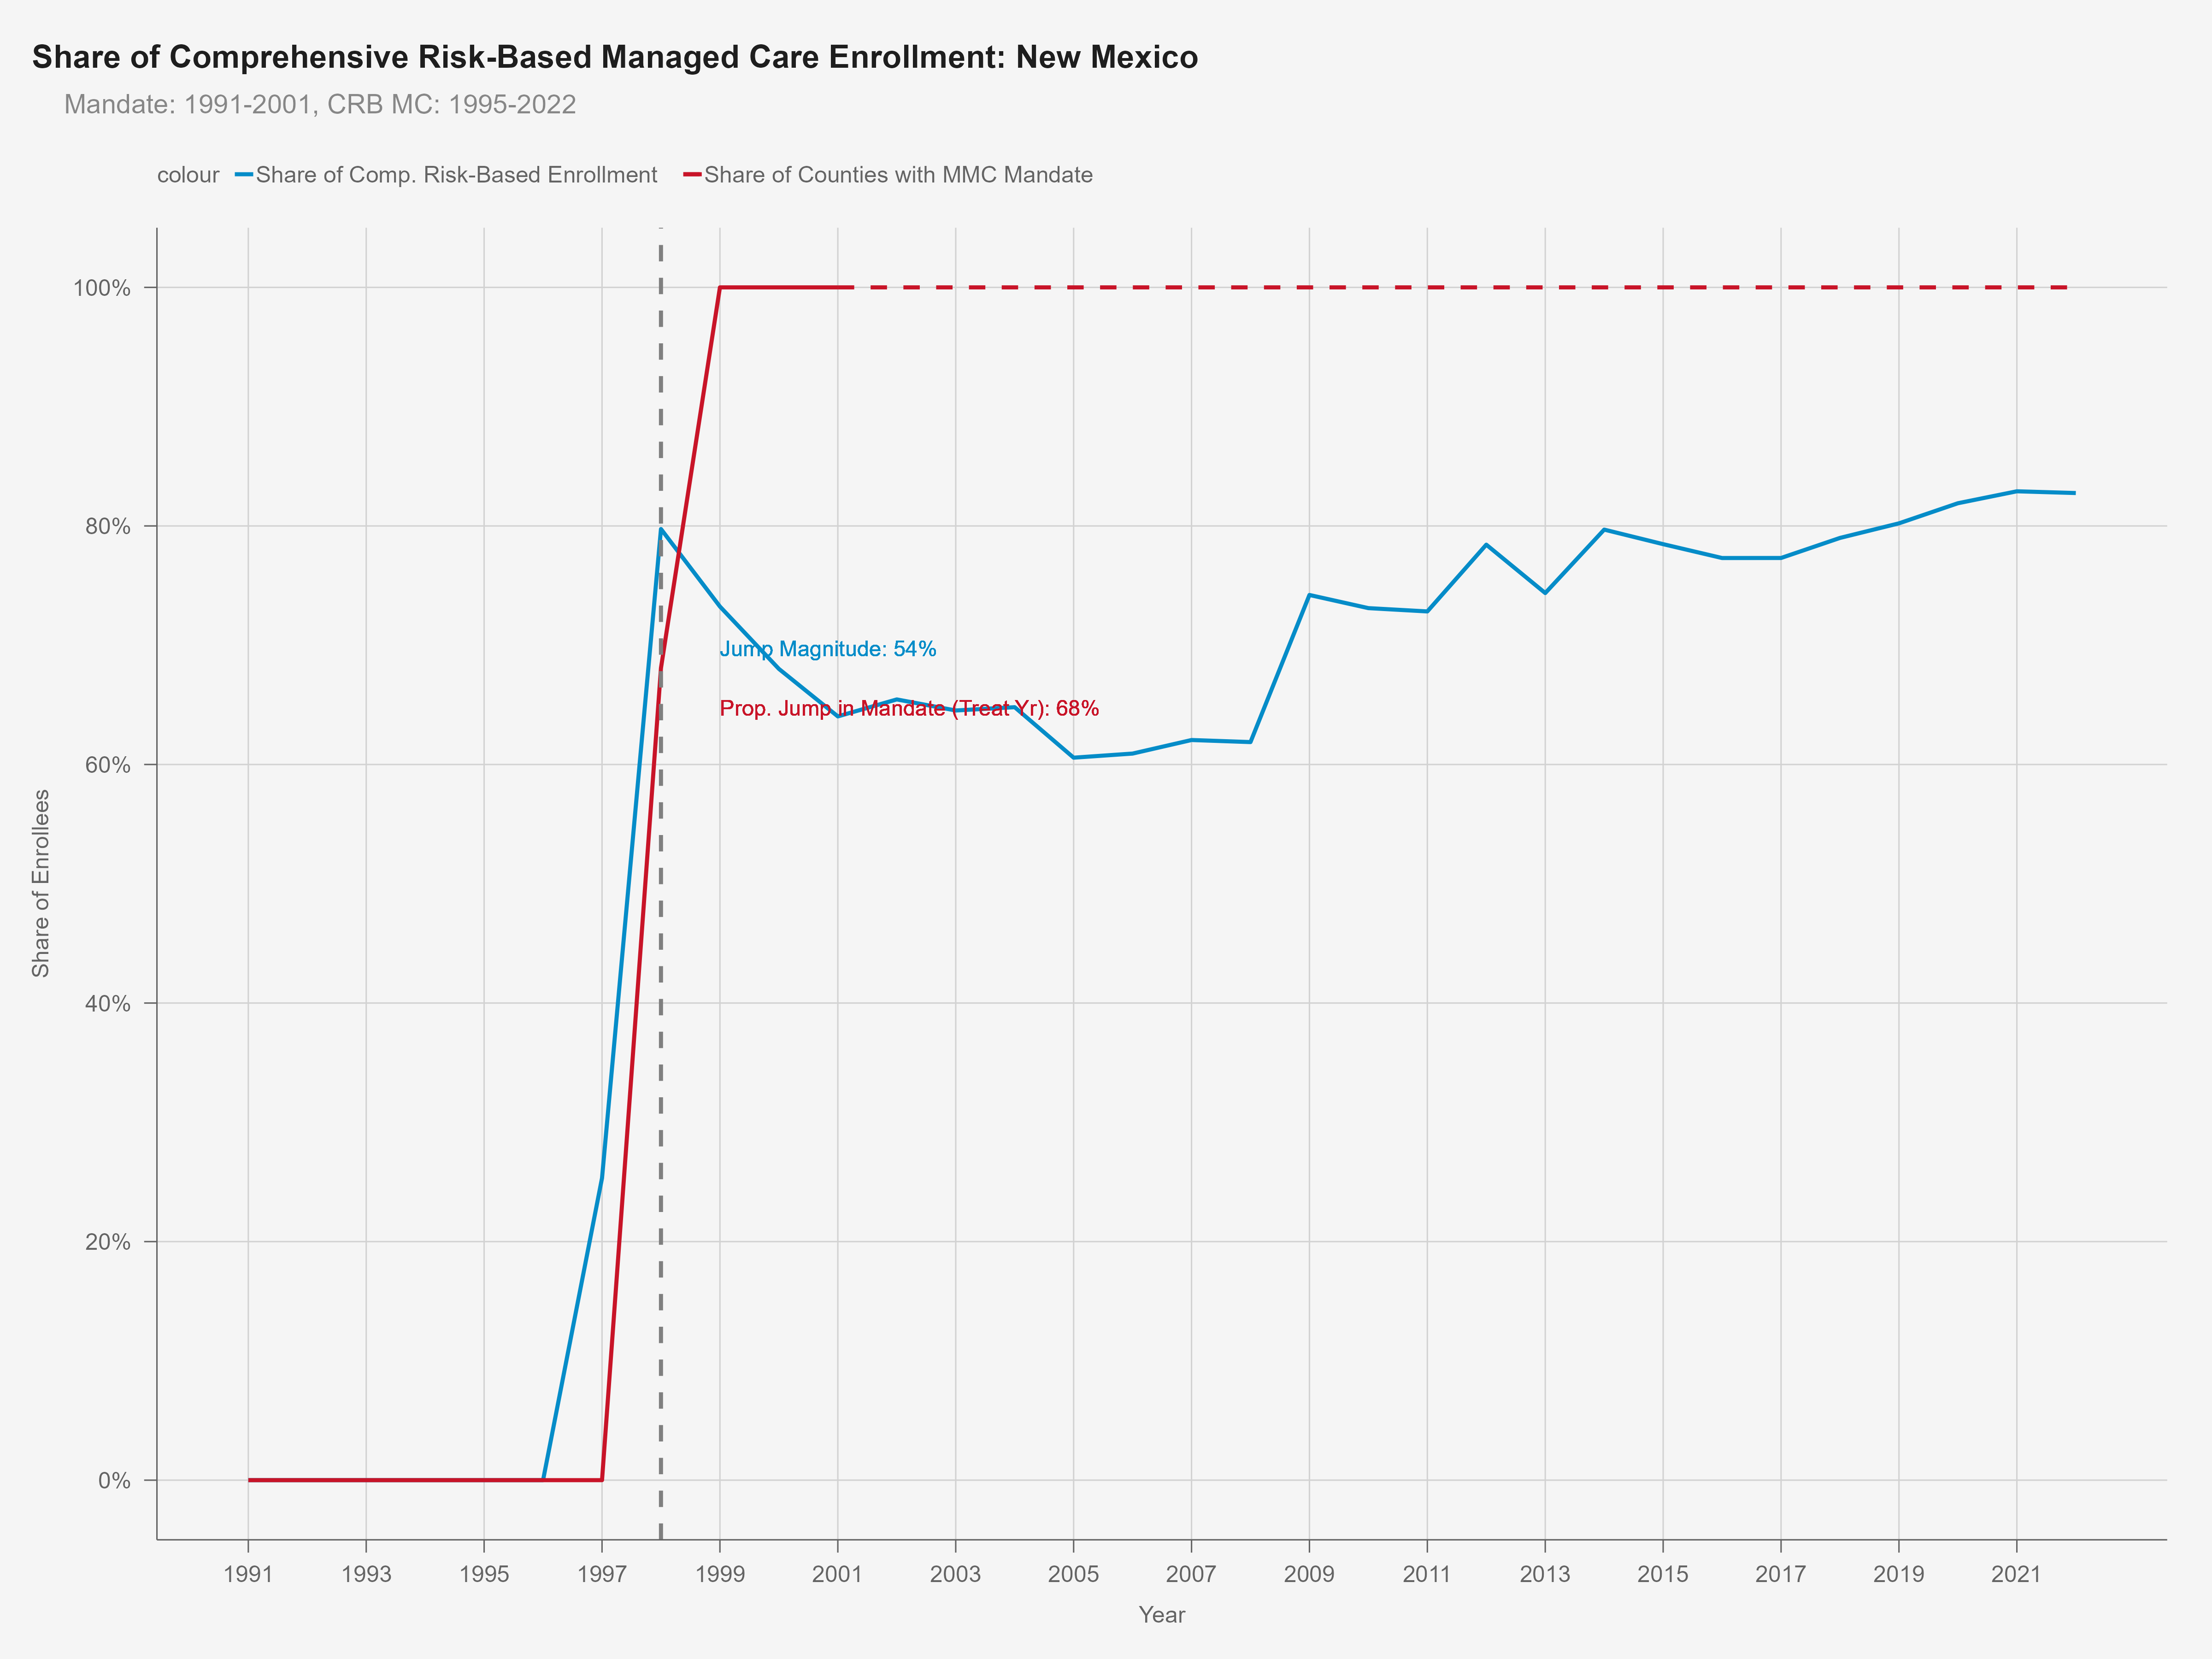 Share of Comprehensive Risk-Based Managed Care Enrollment: New Mexico
Mandate: 1991-2001, CRB MC: 1995-2022
colour Share of Comp. Risk-Based Enrollment Share of Counties with MMC Mandate
100%
80%
Jump Magnitude: 54%
Prop. Jump in Mandate (Treat Yr): 68%
60%
Share of Enrollees
40%
20%
0%
1991 1993 1995 1997 1999 2001 2003 2005 2007 2009 2011 2013 2015 2017 2019 2021
Year